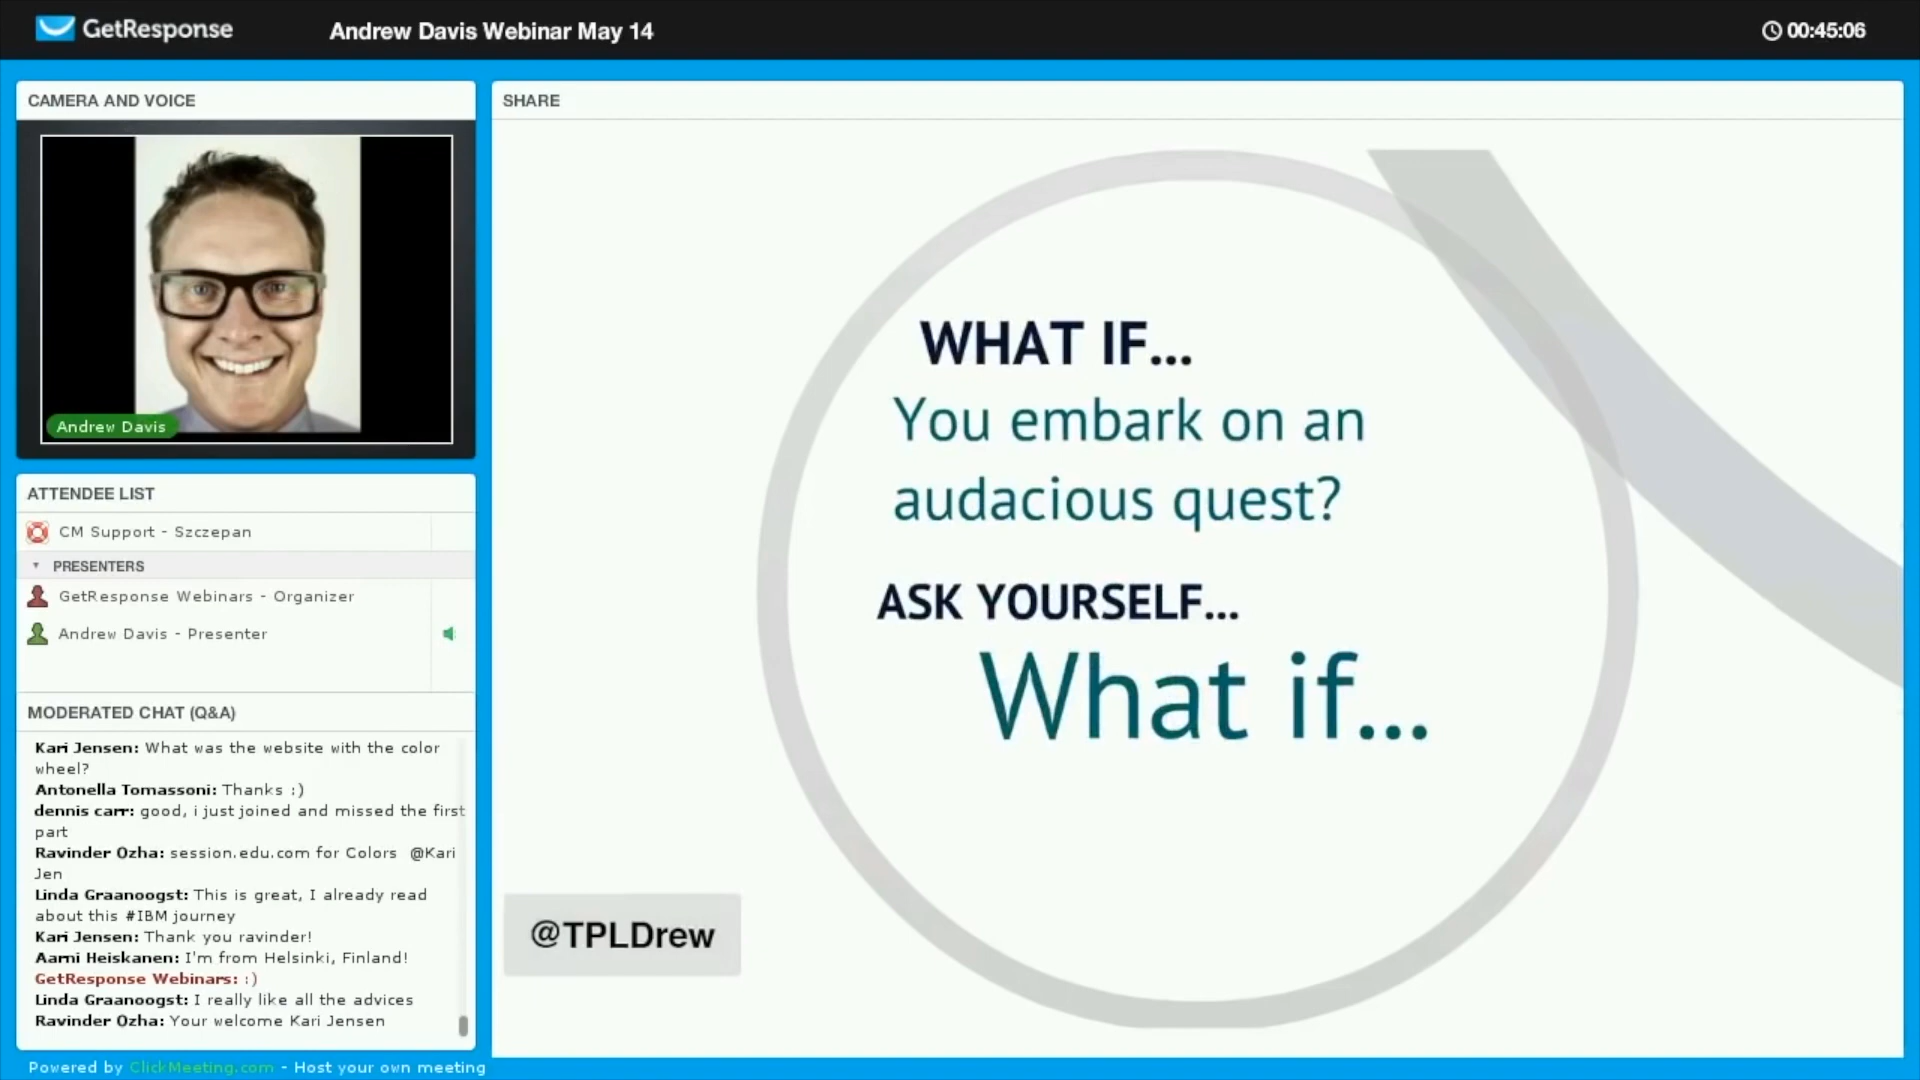 GetResponse
Andrew Davis Webinar May 14
00:45:06
CAMERA AND VOICE
Andrew Davis
ATTENDEE LIST
CM Support - Szczepan
PRESENTERS
GetResponse Webinars - Organizer
Andrew Davis - Presenter
MODERATED CHAT (Q&A)
Kari Jensen: What was the website with the color
wheel?
Antonella Tomassoni: Thanks :)
dennis carr: good, i just joined and missed the first
part
Ravinder Ozha: session.edu.com for Colors @Kari
Jen
Linda Graanoogst: This is great, I already read
about this #IBM journey
Kari Jensen: Thank you ravinder!
Aarni Heiskanen: I'm from Helsinki, Finland!
GetResponse Webinars: :)
Linda Graanoogst: I really like all the advices
Ravinder Ozha: Your welcome Kari Jensen
Powered by ClickMeeting.com - Host your own meeting
SHARE
WHAT IF...
You embark on an
audacious quest?
ASK YOURSELF...
What if...
@TPLDrew